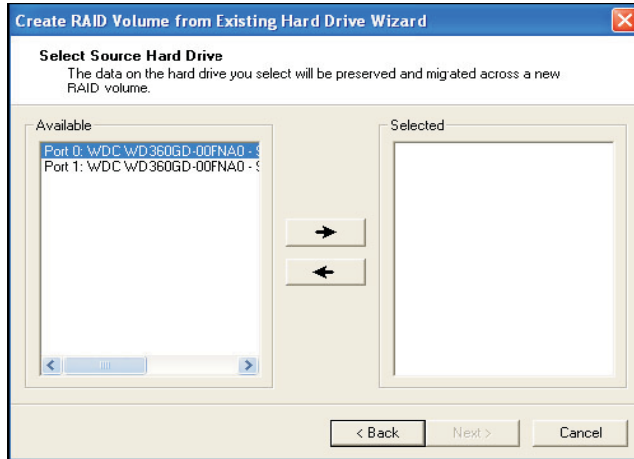 Create RAID Volume from Existing Hard Drive Wizard
Select Source Hard Drive
The data on the hard drive you select will be preserved and migrated across a new
RAID volume.
Available
Selected
Port 0: WDC WD360GD-00FNA0 -
Port 1: WDC WD360GD-00FNA0 -
< Back
Next >
Cancel